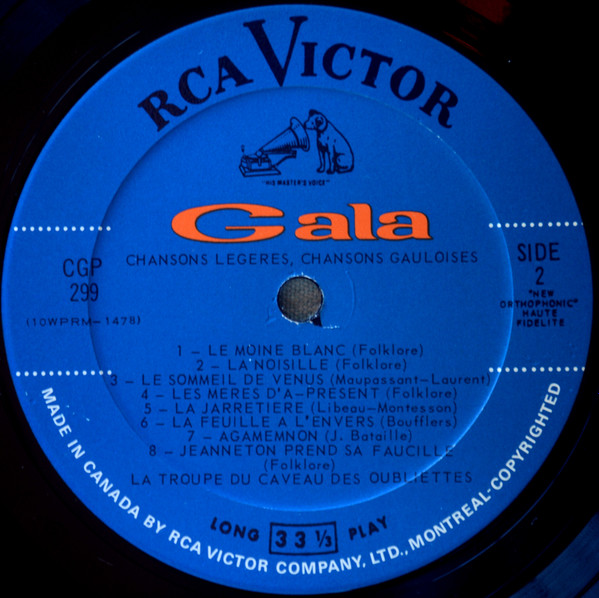 RCA VICTOR
"HIS MASTER'S VOICE"
Gala
CHANSONS LEGERES, CHANSONS GAULOISES
CGP
299
(10WPRM-1478)
SIDE
2
"NEW
ORTHOPHONIC"
HAUTE
FIDELITE
1 - LE MOINE BLANC (Folklore)
2 - LA NOISILLE (Folklore)
3 - LE SOMMEIL DE VENUS (Maupassant-Laurent)
4 - LES MERES D'A-PRESENT (Folklore)
5 - LA JARRETIERE (Libeau-Montesson)
6 - LA FEUILLE A L'ENVERS (Boufflers)
7 - AGAMEMNON (J. Bataille)
8 - JEANNETON PREND SA FAUCILLE
(Folklore)
LA TROUPE DU CAVEAU DES OUBLIETTES
LONG 33 1/3 PLAY
MADE IN CANADA BY RCA VICTOR COMPANY, LTD., MONTREAL-COPYRIGHTED